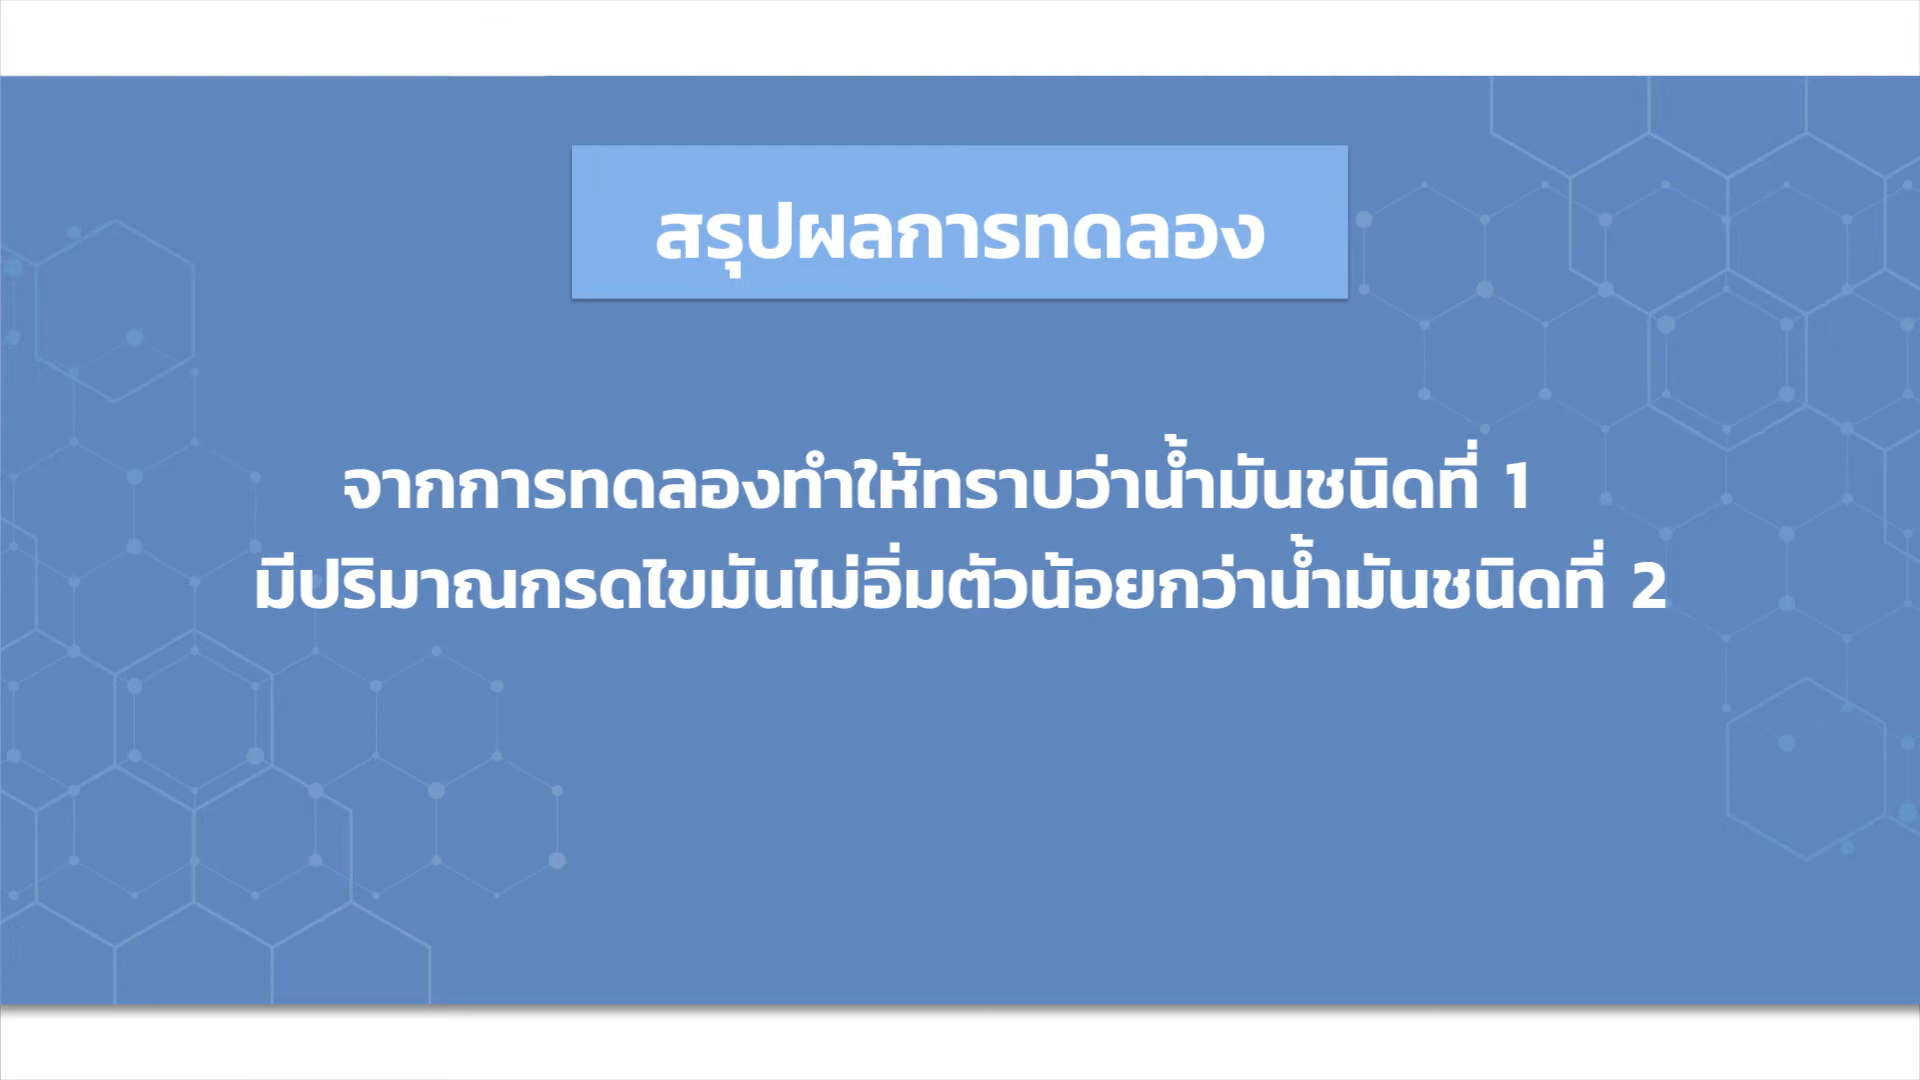 สรุปผลการทดลอง
จากการทดลองทำให้ทราบว่าน้ำมันชนิดที่ 1
มีปริมาณกรดไขมันไม่อิ่มตัวน้อยกว่าน้ำมันชนิดที่ 2